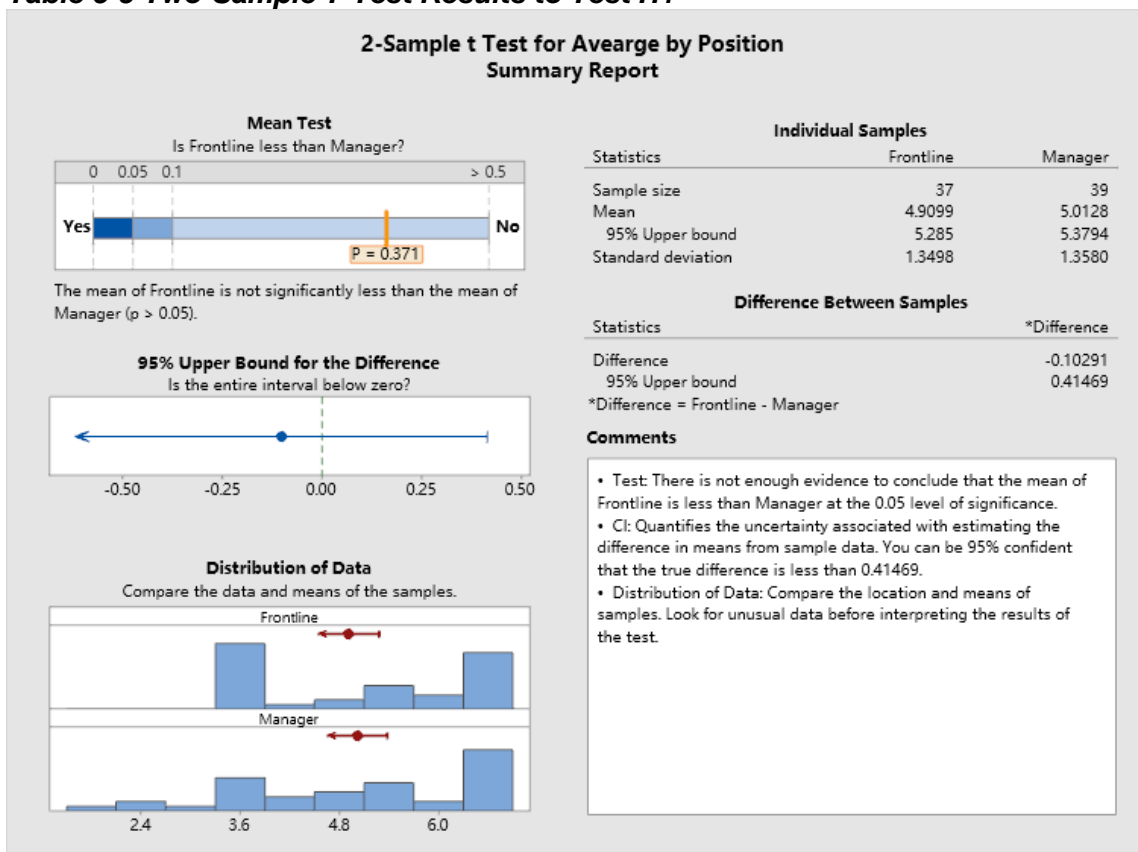 2-Sample t Test for Avearge by Position
Summary Report
Mean Test
Is Frontline less than Manager?
0 0.05 0.1 > 0.5
Yes No
P = 0.371
The mean of Frontline is not significantly less than the mean of
Manager (p > 0.05).
95% Upper Bound for the Difference
Is the entire interval below zero?
-0.50 -0.25 0.00 0.25 0.50
Distribution of Data
Compare the data and means of the samples.
Frontline
Manager
2.4 3.6 4.8 6.0
Individual Samples
Statistics Frontline Manager
Sample size 37 39
Mean 4.9099 5.0128
95% Upper bound 5.285 5.3794
Standard deviation 1.3498 1.3580
Difference Between Samples
Statistics *Difference
Difference -0.10291
95% Upper bound 0.41469
*Difference = Frontline - Manager
Comments
• Test: There is not enough evidence to conclude that the mean of
Frontline is less than Manager at the 0.05 level of significance.
• CI: Quantifies the uncertainty associated with estimating the
difference in means from sample data. You can be 95% confident
that the true difference is less than 0.41469.
• Distribution of Data: Compare the location and means of
samples. Look for unusual data before interpreting the results of
the test.